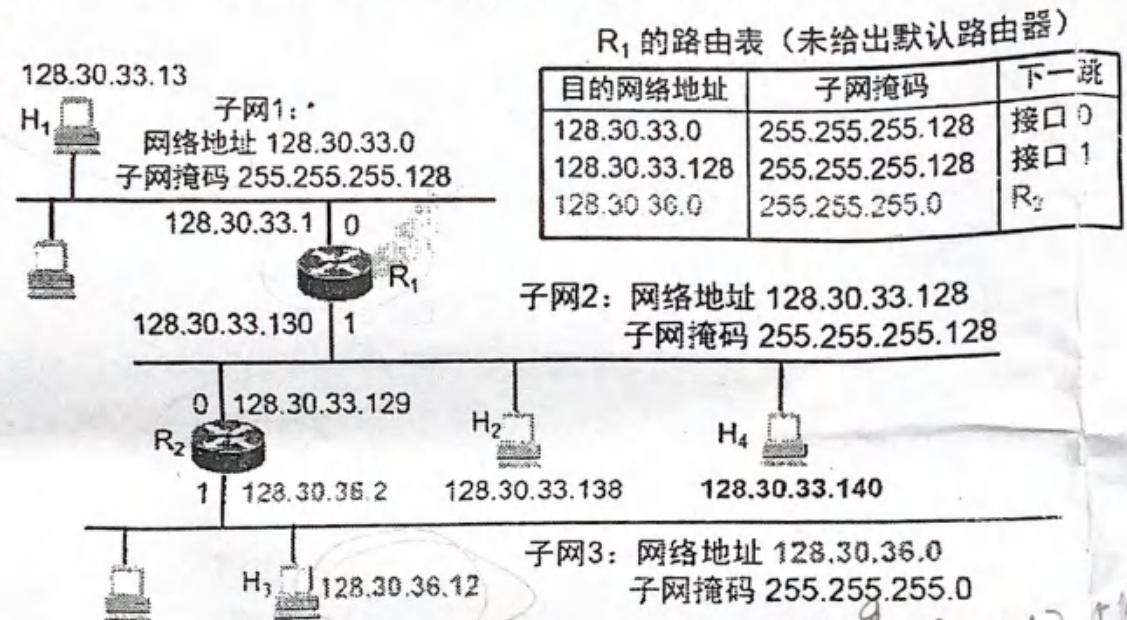 R₁ 的路由表（未给出默认路由器）
目的网络地址 子网掩码 下一跳
128.30.33.0 255.255.255.128 接口 0
128.30.33.128 255.255.255.128 接口 1
128.30.36.0 255.255.255.0 R₂
128.30.33.13
H₁
子网1：
网络地址 128.30.33.0
子网掩码 255.255.255.128
128.30.33.1 0
R₁
128.30.33.130 1
子网2：网络地址 128.30.33.128
子网掩码 255.255.255.128
0 128.30.33.129
R₂
H₂
H₄
1 128.30.36.2
128.30.33.138
128.30.33.140
H₃ 128.30.36.12
子网3：网络地址 128.30.36.0
子网掩码 255.255.255.0